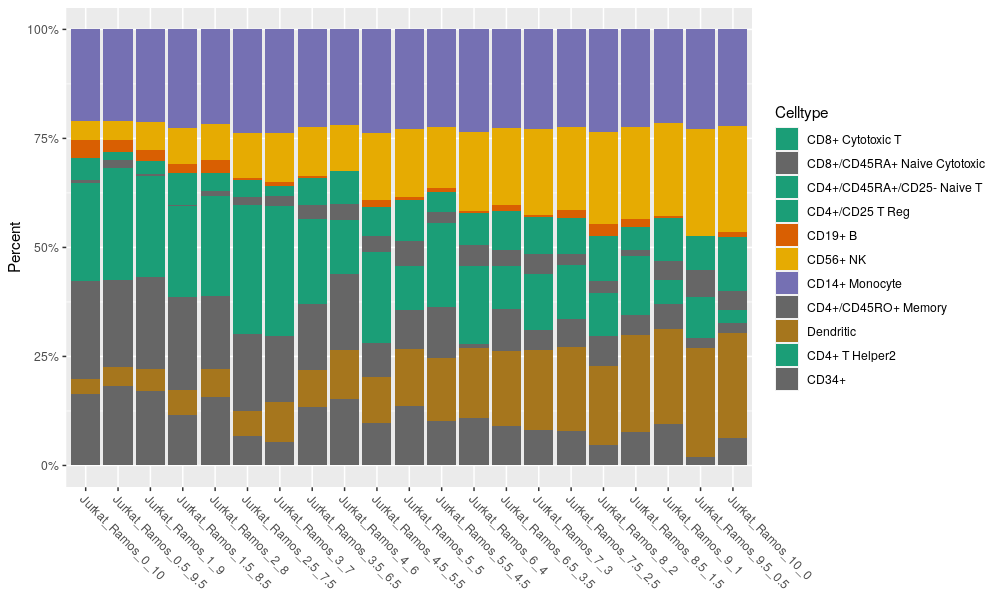 100%
75%
50%
25%
0%
Percent
Jurkat_Ramos_0_10
Jurkat_Ramos_0.5_9.5
Jurkat_Ramos_1_9
Jurkat_Ramos_1.5_8.5
Jurkat_Ramos_2_8
Jurkat_Ramos_2.5_7.5
Jurkat_Ramos_3_7
Jurkat_Ramos_3.5_6.5
Jurkat_Ramos_4_6
Jurkat_Ramos_4.5_5.5
Jurkat_Ramos_5_5
Jurkat_Ramos_5.5_4.5
Jurkat_Ramos_6_4
Jurkat_Ramos_6.5_3.5
Jurkat_Ramos_7_3
Jurkat_Ramos_7.5_2.5
Jurkat_Ramos_8_2
Jurkat_Ramos_8.5_1.5
Jurkat_Ramos_9_1
Jurkat_Ramos_9.5_0.5
Jurkat_Ramos_10_0
Celltype
CD8+ Cytotoxic T
CD8+/CD45RA+ Naive Cytotoxic
CD4+/CD45RA+/CD25- Naive T
CD4+/CD25 T Reg
CD19+ B
CD56+ NK
CD14+ Monocyte
CD4+/CD45RO+ Memory
Dendritic
CD4+ T Helper2
CD34+